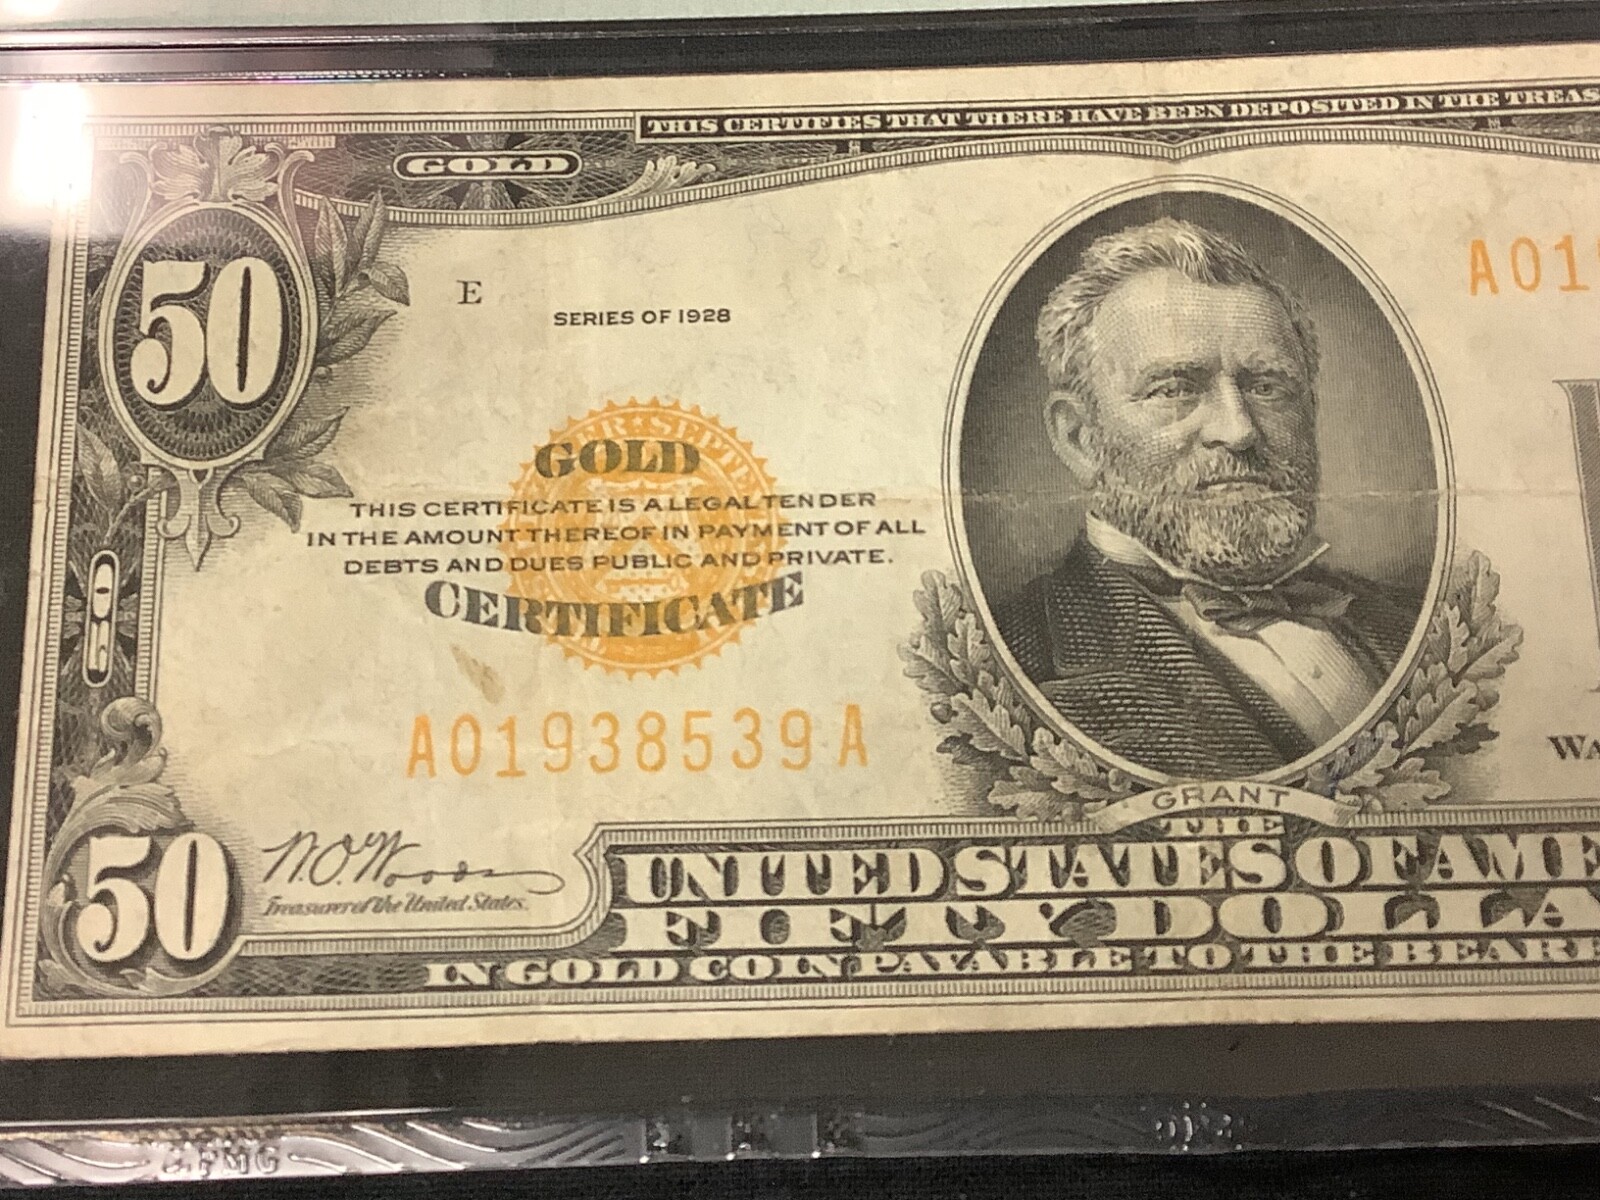 THIS CERTIFIES THAT THERE HAVE BEEN DEPOSITED IN THE TREAS
GOLD
50
E
SERIES OF 1928
A01
GOLD
THIS CERTIFICATE IS A LEGAL TENDER
IN THE AMOUNT THEREOF IN PAYMENT OF ALL
DEBTS AND DUES PUBLIC AND PRIVATE.
CERTIFICATE
A01938539A
WA
GRANT
50
W.O. Woods
Treasurer of the United States.
THE
UNITED STATES OF AME
FIFTY DOLLA
IN GOLD COIN PAYABLE TO THE BEARE
PMG